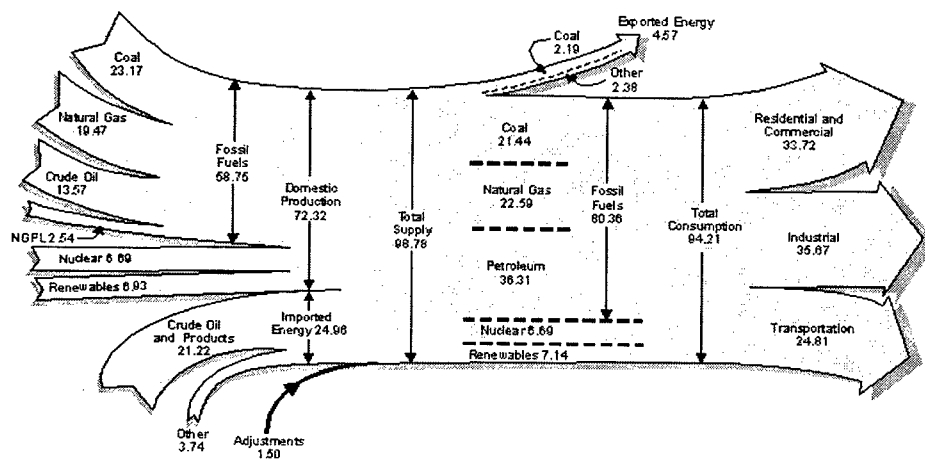 Coal
23.17
Natural Gas
19.47
Crude Oil
13.57
NGPL 2.54
Nuclear 6.69
Renewables 6.93
Crude Oil
and Products
21.22
Other
3.74
Adjustments
1.50
Fossil
Fuels
58.75
Domestic
Production
72.32
Imported
Energy 24.96
Total
Supply
98.78
Coal
2.19
Exported Energy
4.57
Other
2.38
Coal
21.44
Natural Gas
22.59
Petroleum
36.31
Nuclear 6.69
Renewables 7.14
Fossil
Fuels
80.36
Total
Consumption
94.21
Residential and
Commercial
33.72
Industrial
35.67
Transportation
24.81